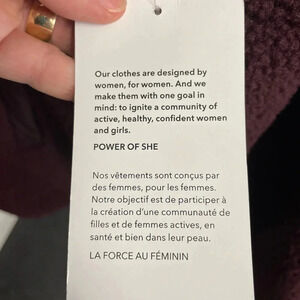 Our clothes are designed by
women, for women. And we
make them with one goal in
mind: to ignite a community of
active, healthy, confident women
and girls.
POWER OF SHE
Nos vêtements sont conçus par
des femmes, pour les femmes.
Notre objectif est de participer à
la création d'une communauté de
filles et de femmes actives, en
santé et bien dans leur peau.
LA FORCE AU FÉMININ